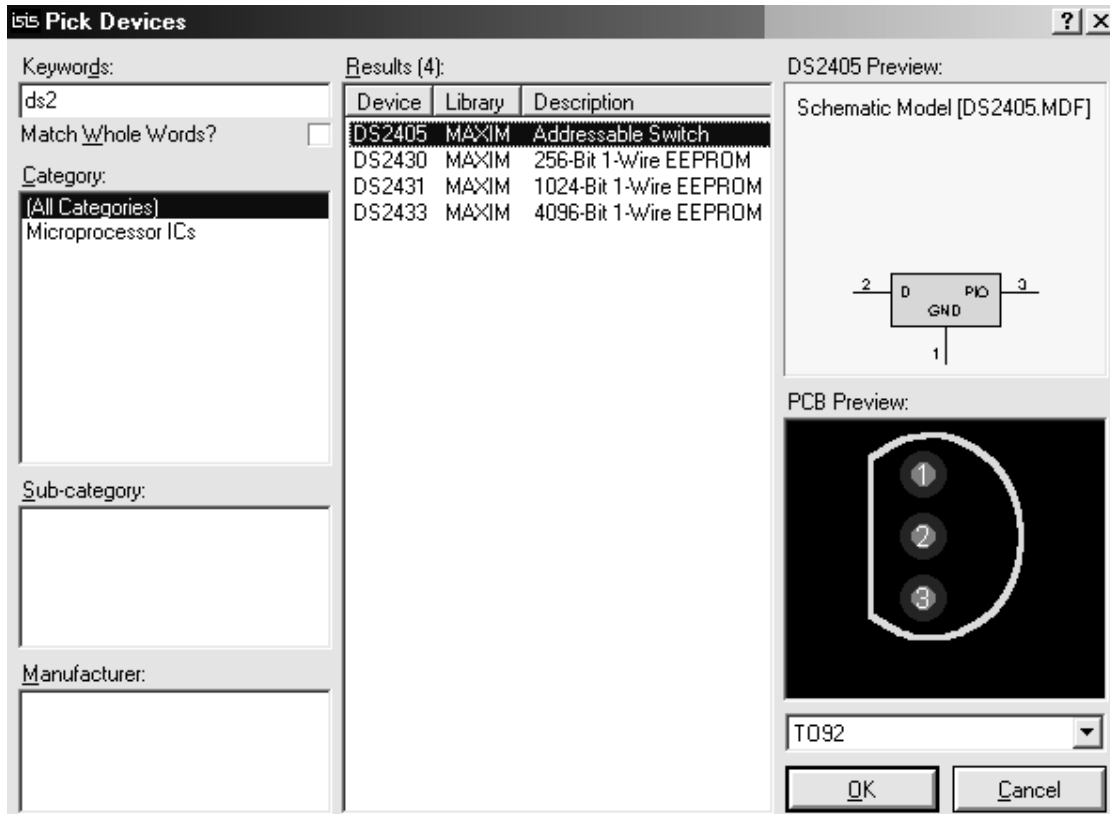 isis Pick Devices
? ×
Keywords:
ds2
Match Whole Words?
Category:
(All Categories)
Microprocessor ICs
Sub-category:
Manufacturer:
Results (4):
Device Library Description
DS2405 MAXIM Addressable Switch
DS2430 MAXIM 256-Bit 1-Wire EEPROM
DS2431 MAXIM 1024-Bit 1-Wire EEPROM
DS2433 MAXIM 4096-Bit 1-Wire EEPROM
DS2405 Preview:
Schematic Model [DS2405.MDF]
2 D PIO 3
GND
1
PCB Preview:
1
2
3
TO92
OK Cancel